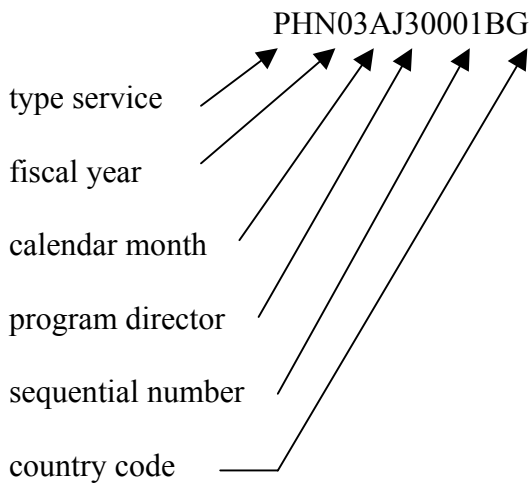 PHN03AJ30001BG
type service
fiscal year
calendar month
program director
sequential number
country code